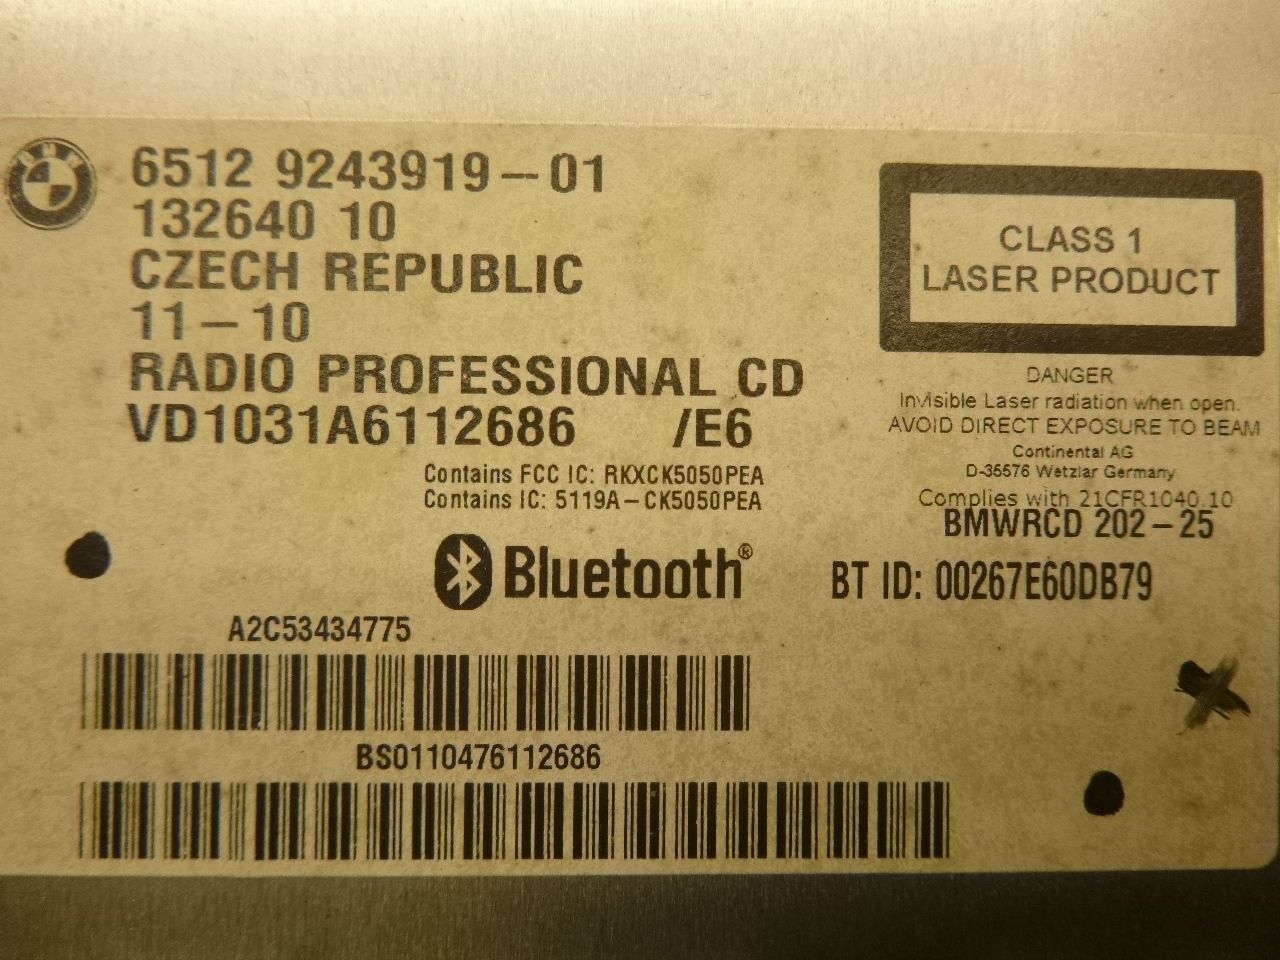 BMW
6512 9243919-01
132640 10
CZECH REPUBLIC
11-10
RADIO PROFESSIONAL CD
VD1031A6112686 /E6
Contains FCC IC: RKXCK5050PEA
Contains IC: 5119A-CK5050PEA
CLASS 1
LASER PRODUCT
DANGER
Invisible Laser radiation when open.
AVOID DIRECT EXPOSURE TO BEAM
Continental AG
D-35576 Wetzlar Germany
Complies with 21CFR1040.10
BMWRCD 202-25
Bluetooth®
BT ID: 00267E60DB79
A2C53434775
BS0110476112686